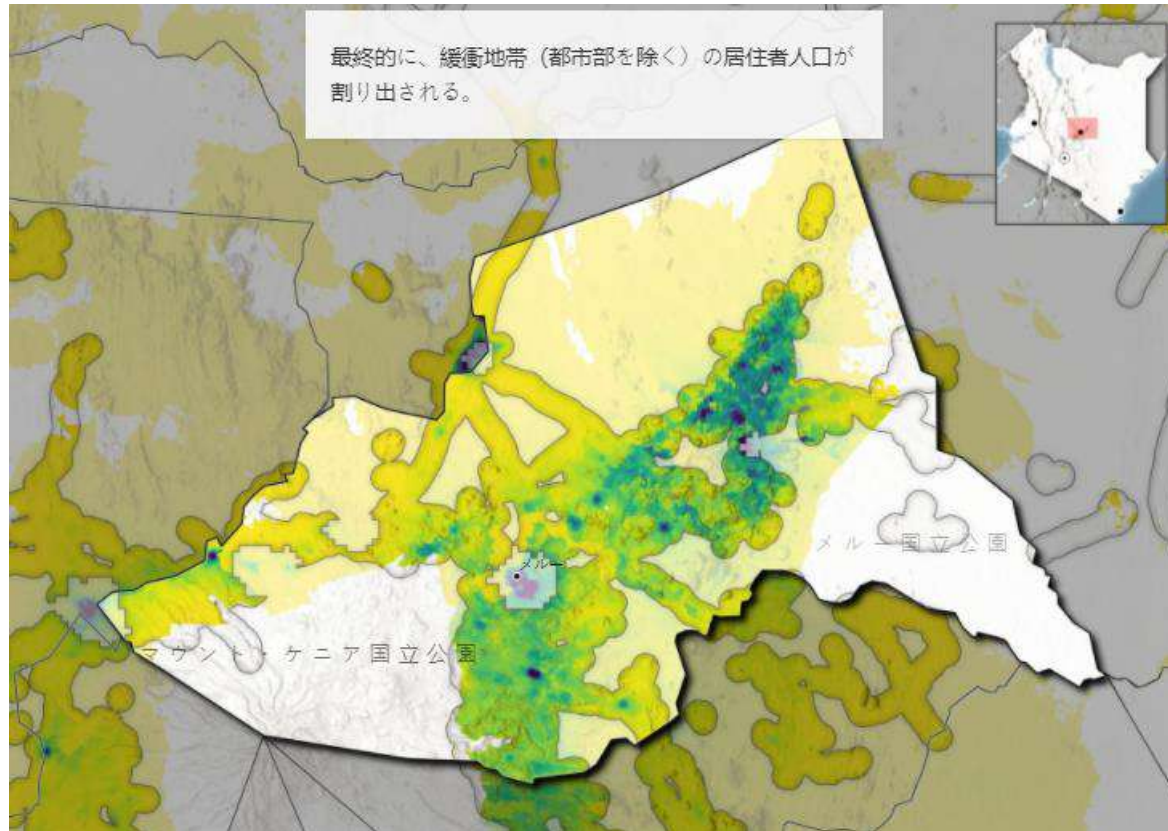 最終的に、緩衝地帯（都市部を除く）の居住者人口が
割り出される。
メルー国立公園
メルー
マウント・ケニア国立公園